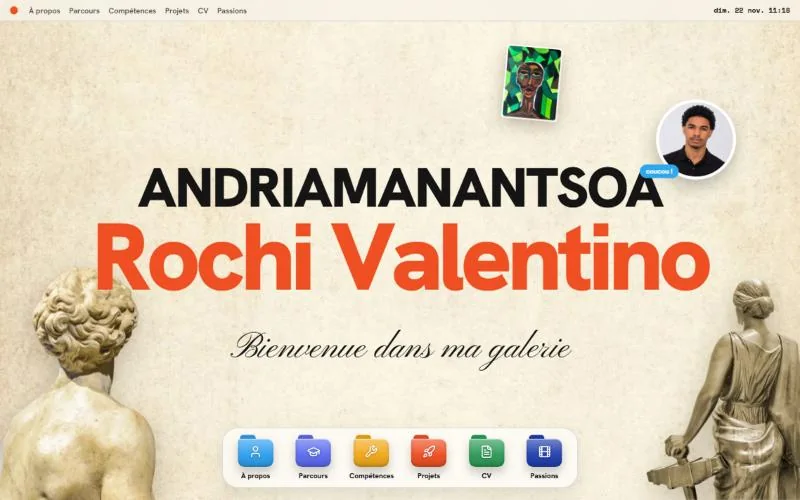 À propos Parcours Compétences Projets CV Passions
dim. 22 nov. 11:18
coucou !
ANDRIAMANANTSOA
Rochi Valentino
Bienvenue dans ma galerie
À propos Parcours Compétences Projets CV Passions